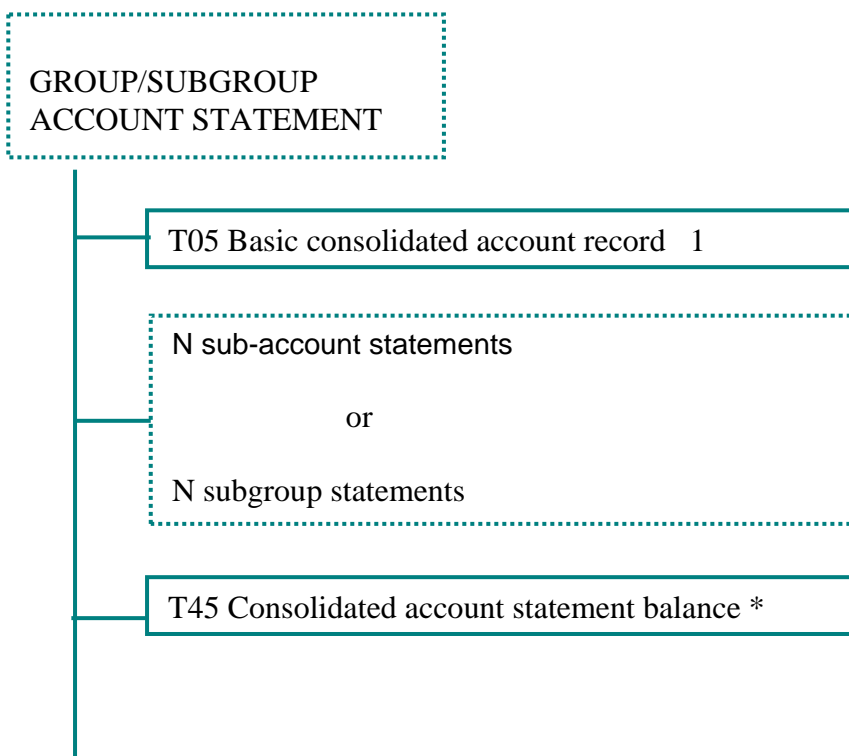 GROUP/SUBGROUP
ACCOUNT STATEMENT
T05 Basic consolidated account record 1
N sub-account statements
or
N subgroup statements
T45 Consolidated account statement balance *